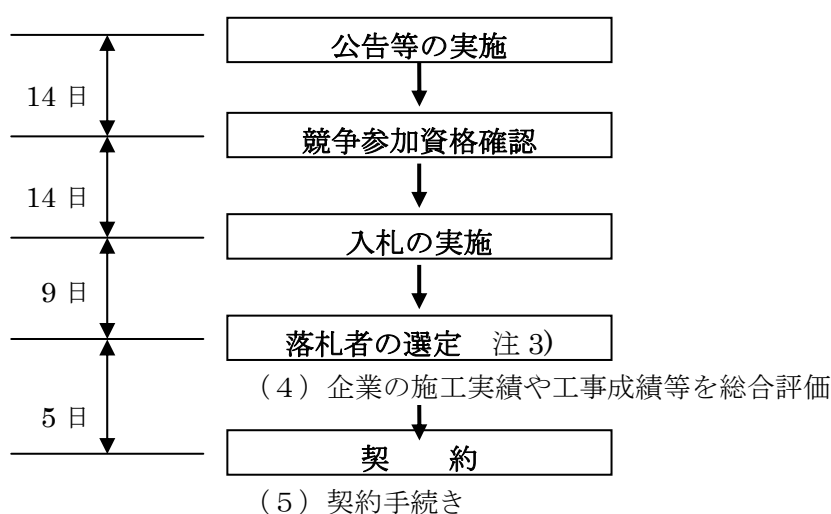 公告等の実施
14 日
競争参加資格確認
14 日
入札の実施
9 日
落札者の選定 注 3)
（４）企業の施工実績や工事成績等を総合評価
5 日
契 約
（５）契約手続き